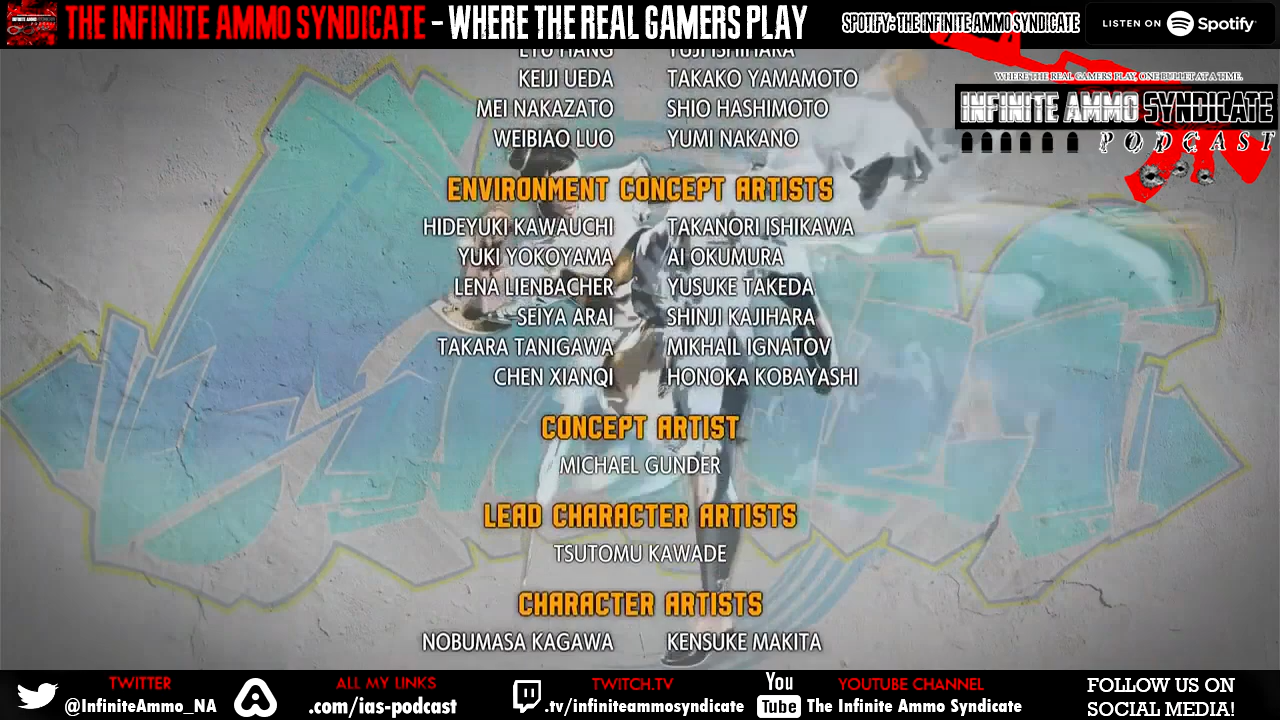 THE INFINITE AMMO SYNDICATE - WHERE THE REAL GAMERS PLAY
SPOTIFY: THE INFINITE AMMO SYNDICATE
LISTEN ON Spotify
WHERE THE REAL GAMERS PLAY, ONE BULLET AT A TIME.
INFINITE AMMO SYNDICATE
PODCAST
YUJI ISHIHARA
KEIJI UEDA TAKAKO YAMAMOTO
MEI NAKAZATO SHIO HASHIMOTO
WEIBIAO LUO YUMI NAKANO
ENVIRONMENT CONCEPT ARTISTS
HIDEYUKI KAWAUCHI TAKANORI ISHIKAWA
YUKI YOKOYAMA AI OKUMURA
LENA LIENBACHER YUSUKE TAKEDA
SEIYA ARAI SHINJI KAJIHARA
TAKARA TANIGAWA MIKHAIL IGNATOV
CHEN XIANQI HONOKA KOBAYASHI
CONCEPT ARTIST
MICHAEL GUNDER
LEAD CHARACTER ARTISTS
TSUTOMU KAWADE
CHARACTER ARTISTS
NOBUMASA KAGAWA KENSUKE MAKITA
TWITTER
@InfiniteAmmo_NA
ALL MY LINKS
.com/ias-podcast
TWITCH.TV
.tv/infiniteammosyndicate
You Tube
YOUTUBE CHANNEL
The Infinite Ammo Syndicate
FOLLOW US ON
SOCIAL MEDIA!